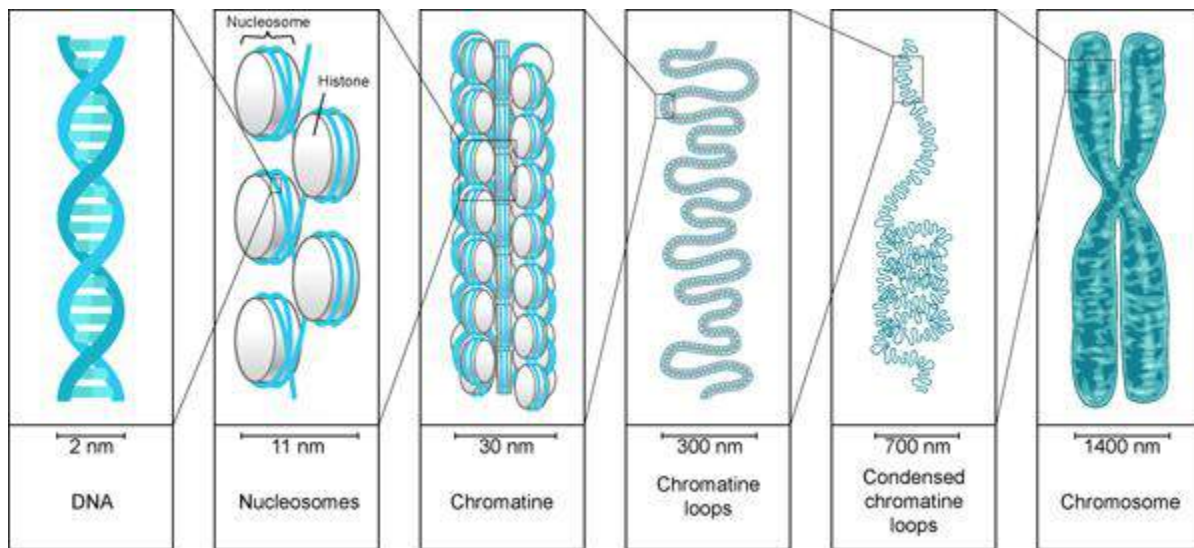 Nucleosome
Histone
2 nm
11 nm
30 nm
300 nm
700 nm
1400 nm
DNA
Nucleosomes
Chromatine
Chromatine
loops
Condensed
chromatine
loops
Chromosome